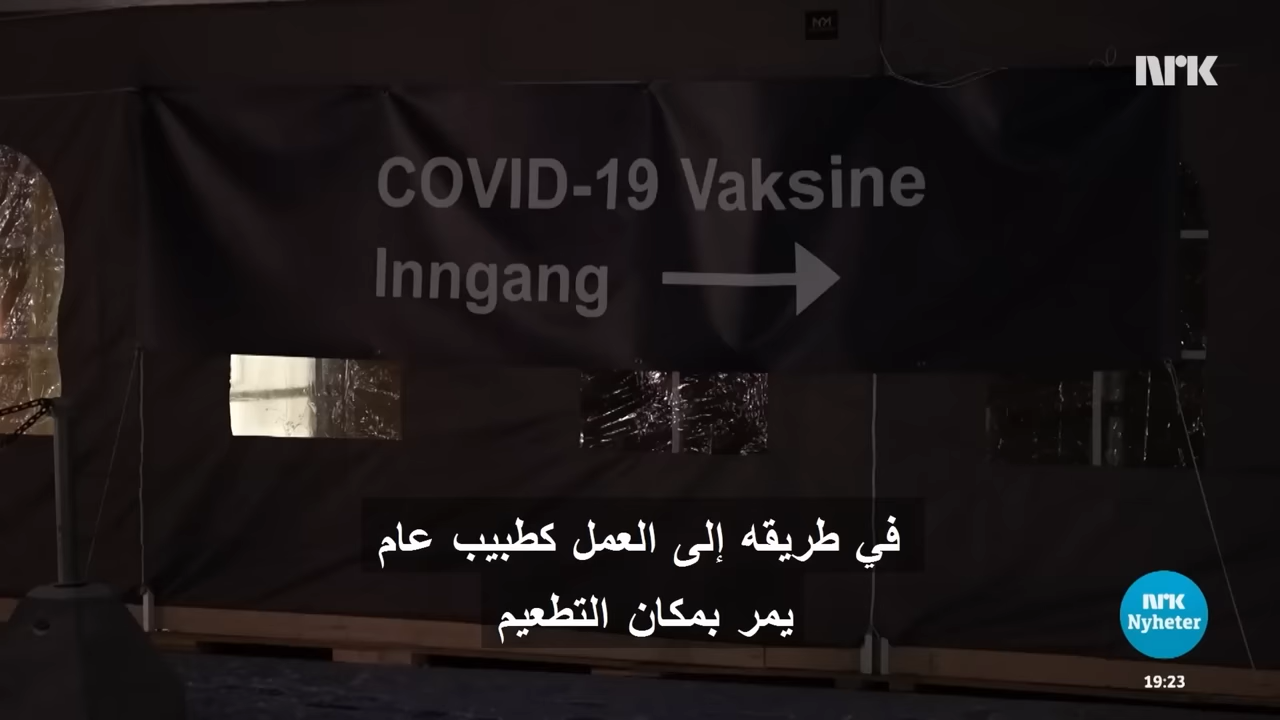 NRK
COVID-19 Vaksine
Inngang
في طريقه إلى العمل كطبيب عام
يمر بمكان التطعيم
NRK
Nyheter
19:23